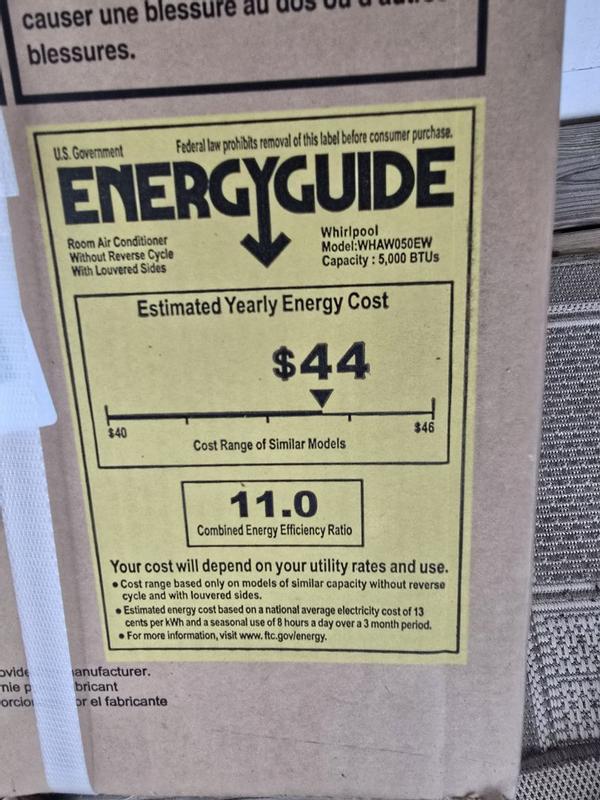 causer une blessure au dos ou
blessures.
U.S. Government
Federal law prohibits removal of this label before consumer purchase.
ENERGYGUIDE
Room Air Conditioner
Without Reverse Cycle
With Louvered Sides
Whirlpool
Model:WHAW050EW
Capacity : 5,000 BTUs
Estimated Yearly Energy Cost
$44
$40
$46
Cost Range of Similar Models
11.0
Combined Energy Efficiency Ratio
Your cost will depend on your utility rates and use.
• Cost range based only on models of similar capacity without reverse
cycle and with louvered sides.
• Estimated energy cost based on a national average electricity cost of 13
cents per kWh and a seasonal use of 8 hours a day over a 3 month period.
• For more information, visit www. ftc.gov/energy.
anufacturer.
bricant
or el fabricante